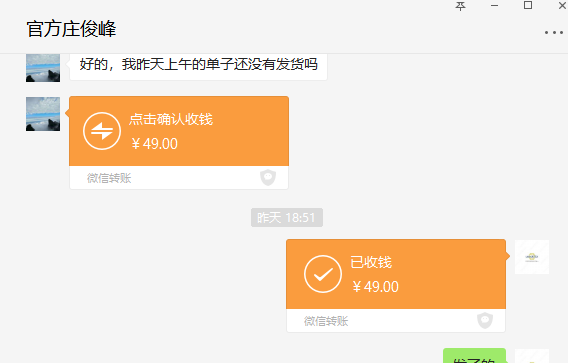 官方庄俊峰
好的，我昨天上午的单子还没有发货吗
点击确认收钱
￥49.00
微信转账
昨天 18:51
已收钱
￥49.00
微信转账